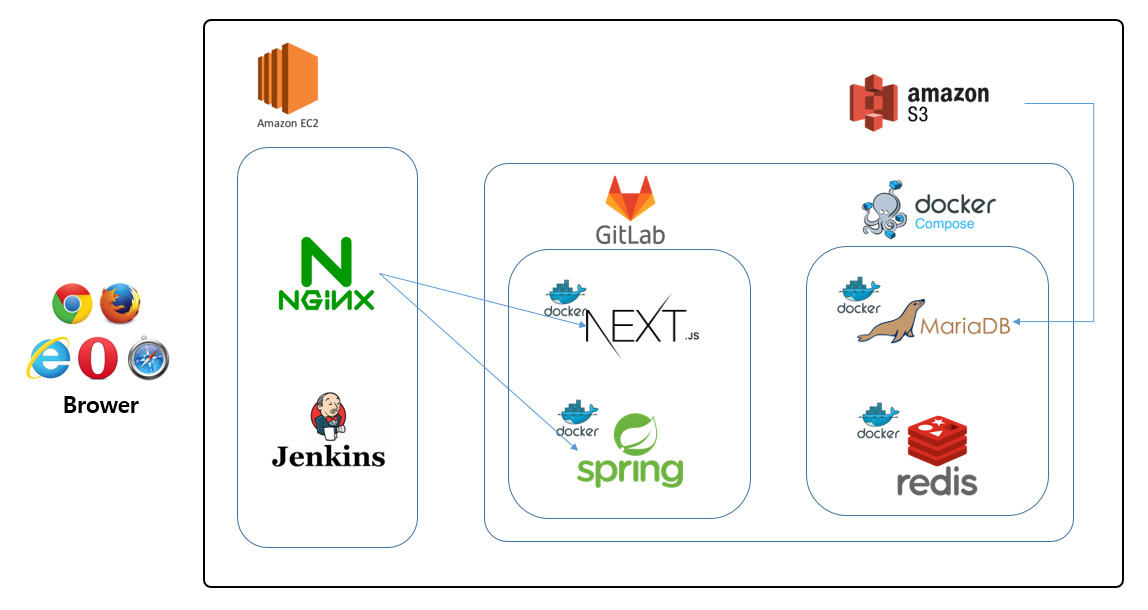 Amazon EC2
amazon
S3
GitLab
docker
Compose
NGiNX
docker
NEXT
.JS
docker
MariaDB
Brower
Jenkins
docker
spring
docker
redis